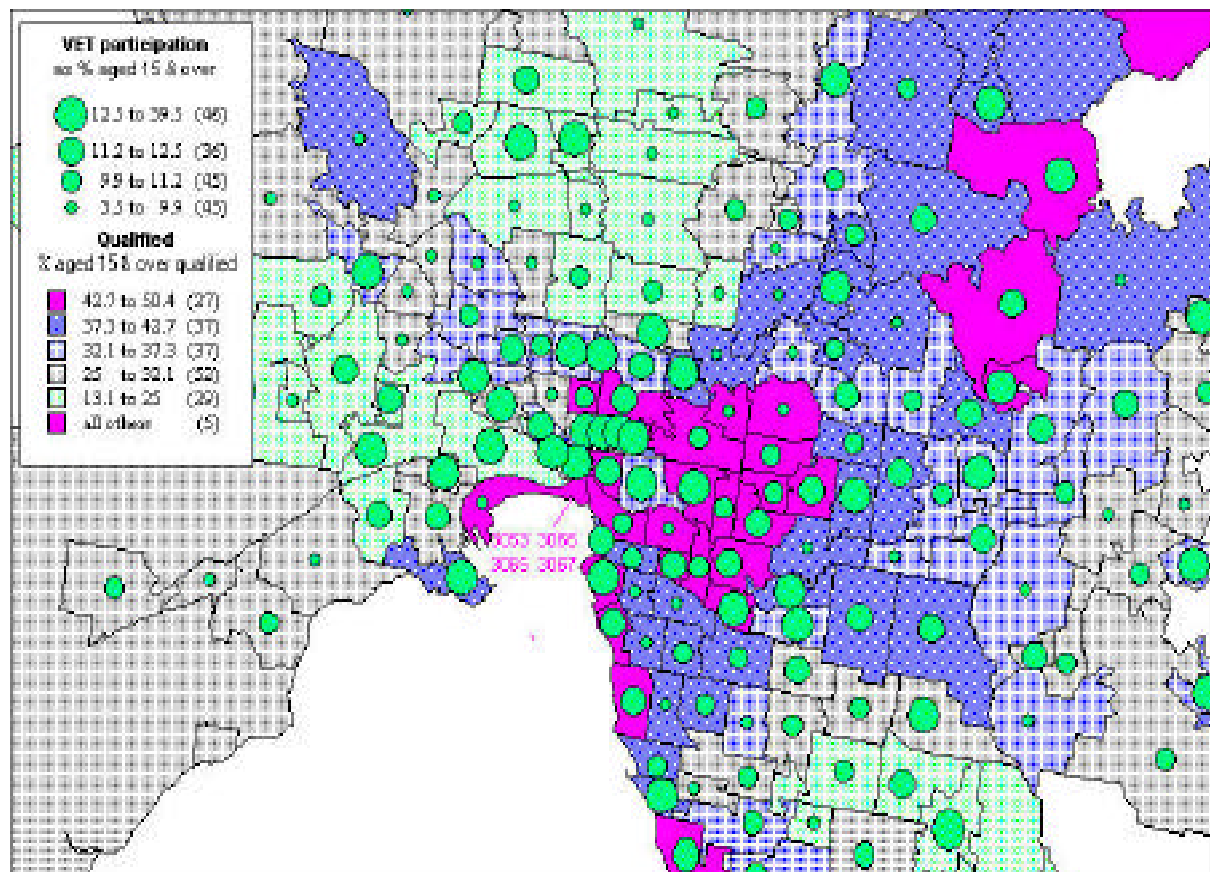 VET participation
as % aged 15 & over
12.5 to 39.5 (46)
11.2 to 12.5 (36)
9.9 to 11.2 (45)
3.5 to 9.9 (45)
Qualified
% aged 15 & over qualified
42.7 to 50.4 (27)
37.3 to 42.7 (37)
32.1 to 37.3 (37)
25 to 32.1 (52)
13.1 to 25 (29)
all others (5)
3053 3066
3065 3067